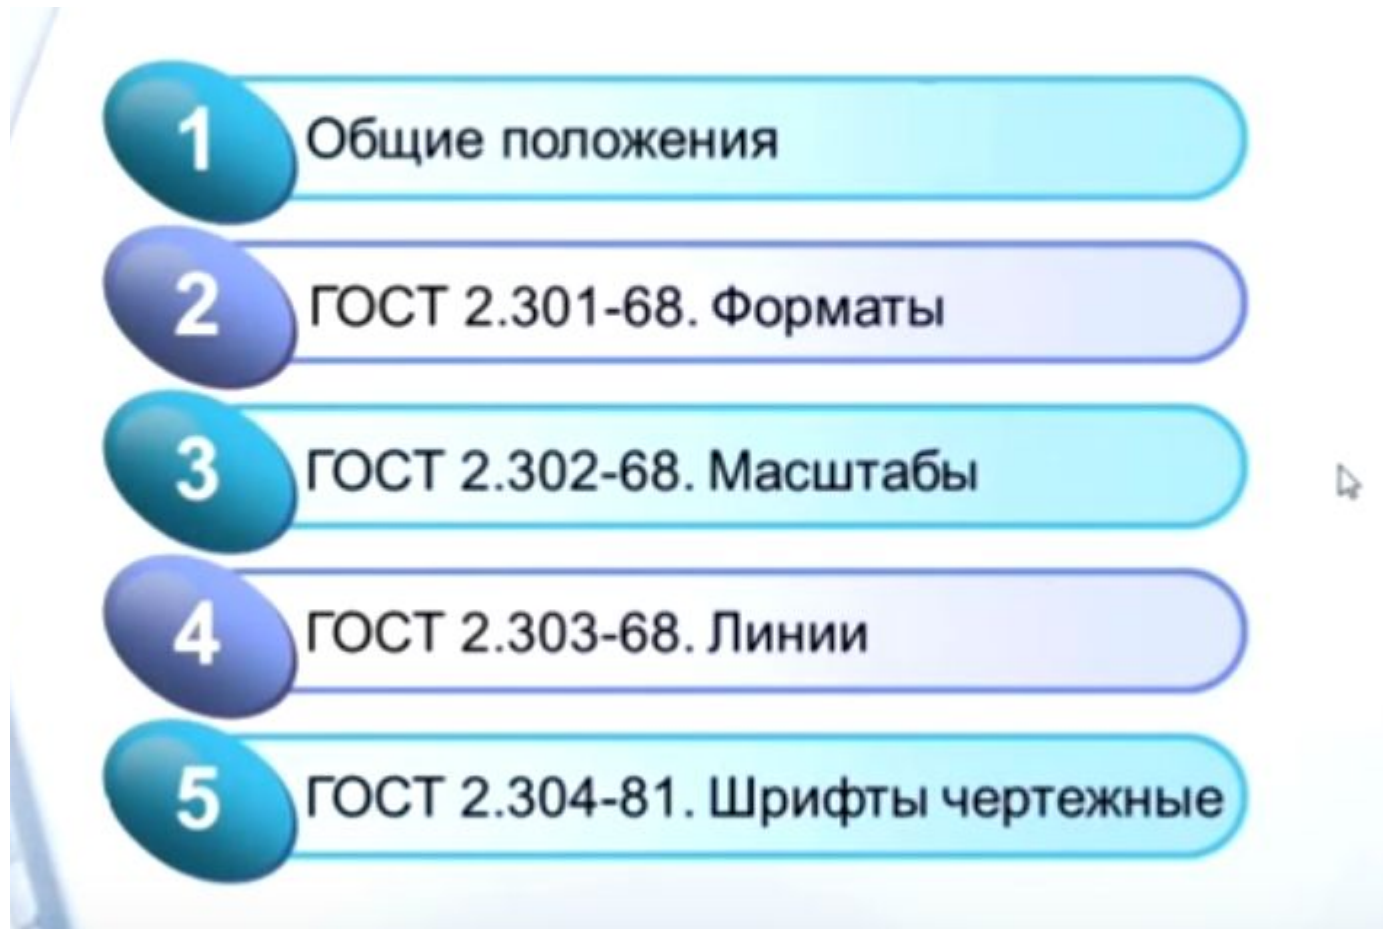 1 Общие положения
2 ГОСТ 2.301-68. Форматы
3 ГОСТ 2.302-68. Масштабы
4 ГОСТ 2.303-68. Линии
5 ГОСТ 2.304-81. Шрифты чертежные